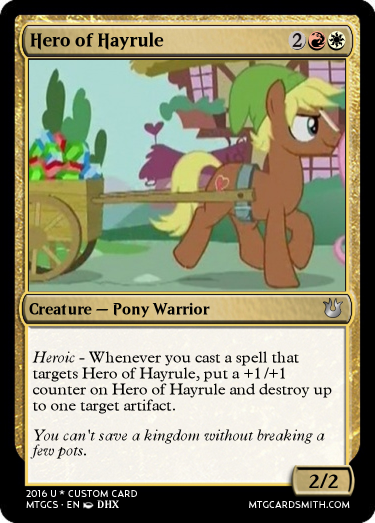 Hero of Hayrule 2
Creature — Pony Warrior
Heroic - Whenever you cast a spell that
targets Hero of Hayrule, put a +1/+1
counter on Hero of Hayrule and destroy up
to one target artifact.
You can't save a kingdom without breaking a
few pots.
2/2
2016 U * CUSTOM CARD
MTGCS · EN DHX
MTGCARDSMITH.COM